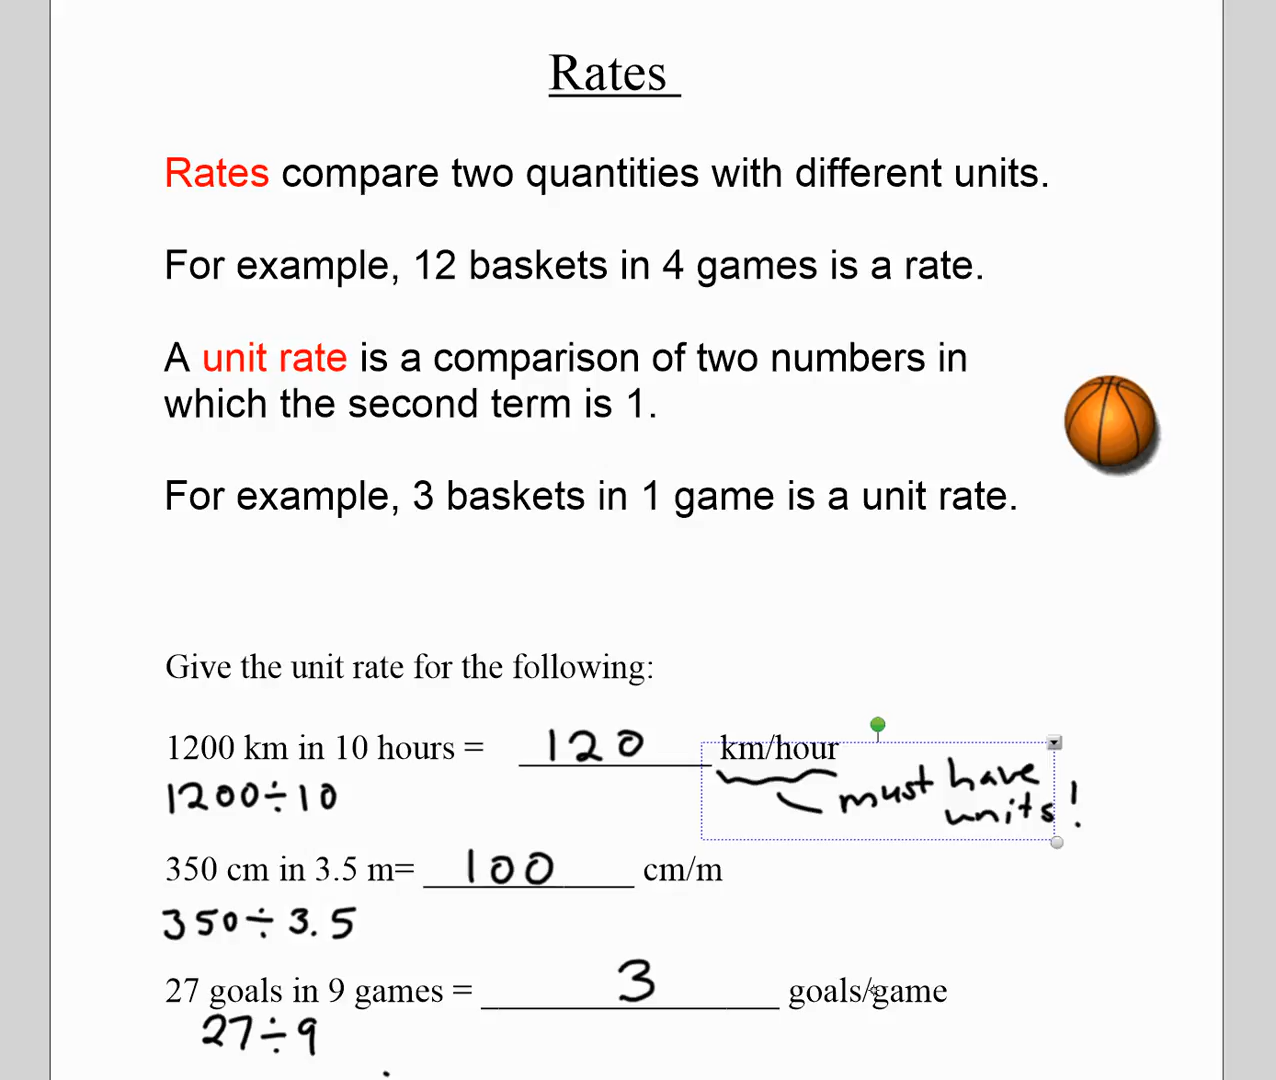 Rates
Rates compare two quantities with different units.
For example, 12 baskets in 4 games is a rate.
A unit rate is a comparison of two numbers in
which the second term is 1.
For example, 3 baskets in 1 game is a unit rate.
Give the unit rate for the following:
1200 km in 10 hours = 120 km/hour
1200÷10 must have
units!
350 cm in 3.5 m= 100 cm/m
350÷3.5
27 goals in 9 games = 3 goals/game
27÷9